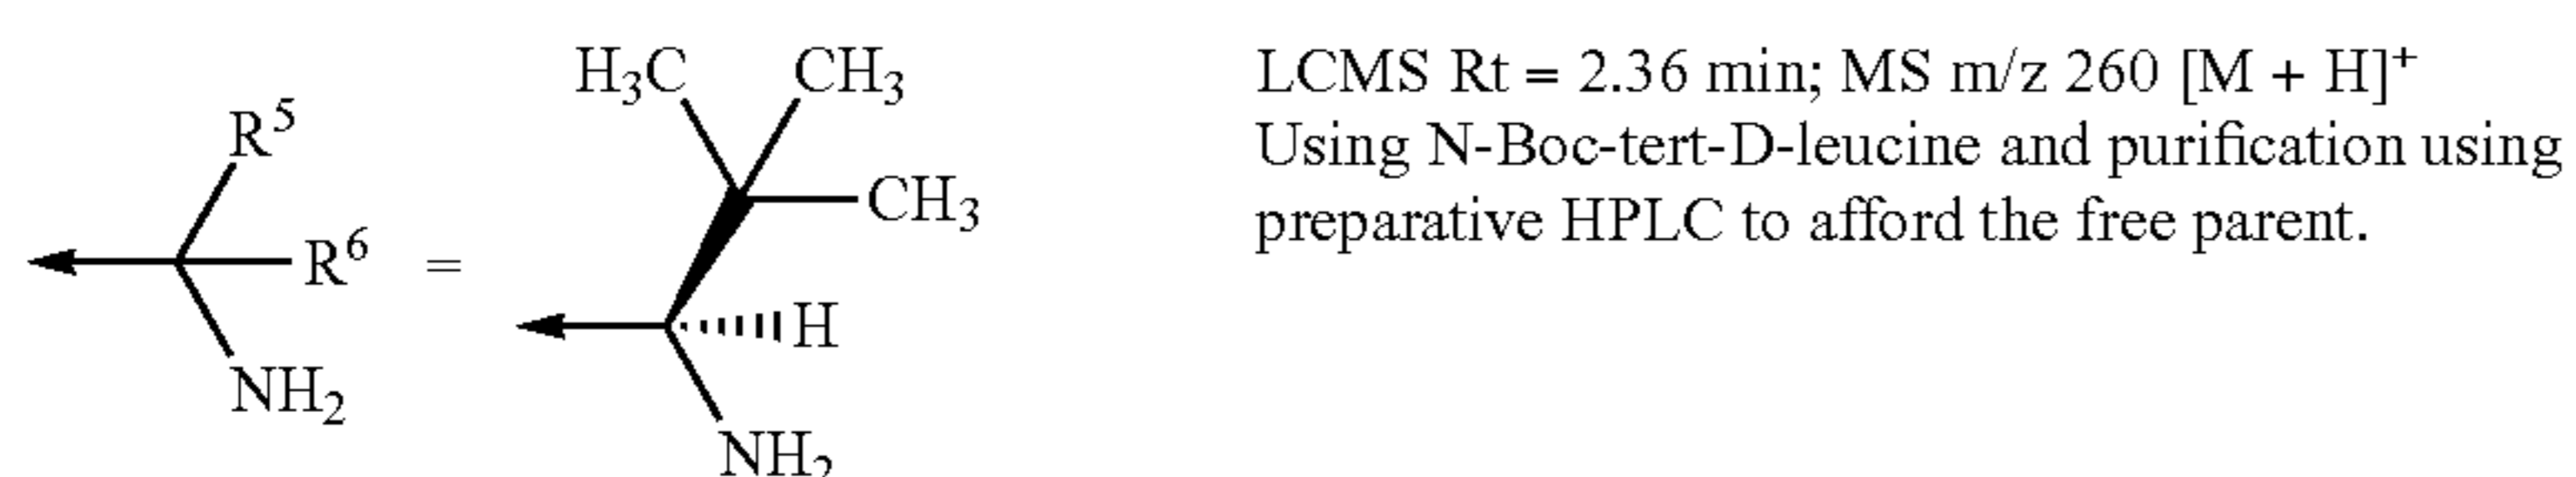 R⁵
R⁶
NH₂
=
H₃C
CH₃
CH₃
H
NH₂
LCMS Rt = 2.36 min; MS m/z 260 [M + H]⁺
Using N-Boc-tert-D-leucine and purification using
preparative HPLC to afford the free parent.